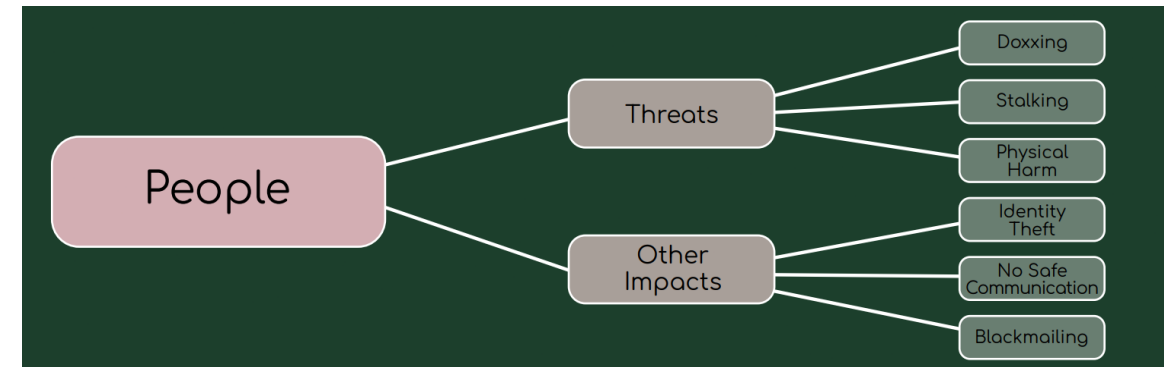 People
Threats
Doxxing
Stalking
Physical
Harm
Other
Impacts
Identity
Theft
No Safe
Communication
Blackmailing